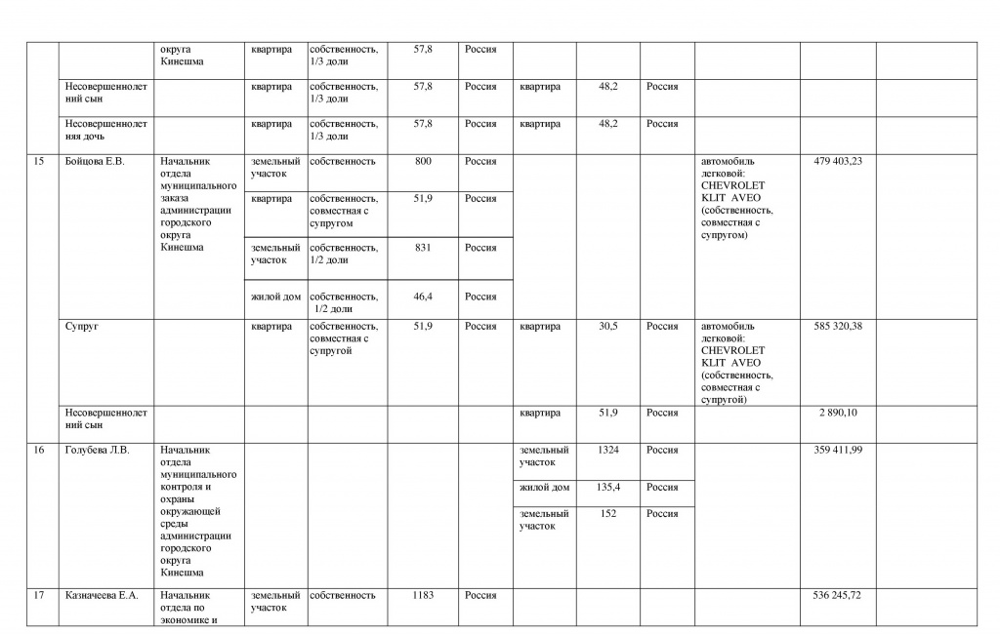 округа квартира собственность, 57,8 Россия
Кинешма 1/3 доли
Несовершеннолет квартира собственность, 57,8 Россия квартира 48,2 Россия
ний сын 1/3 доли
Несовершеннолет квартира собственность, 57,8 Россия квартира 48,2 Россия
няя дочь 1/3 доли
15 Бойцова Е.В. Начальник земельный собственность 800 Россия автомобиль 479 403,23
отдела участок легковой:
муниципального CHEVROLET
заказа квартира собственность, 51,9 Россия KLIT AVEO
администрации совместная с (собственность,
городского супругом совместная с
округа супругом)
Кинешма земельный собственность, 831 Россия
участок 1/2 доли
жилой дом собственность, 46,4 Россия
1/2 доли
Супруг квартира собственность, 51,9 Россия квартира 30,5 Россия автомобиль 585 320,38
совместная с легковой:
супругой CHEVROLET
KLIT AVEO
(собственность,
совместная с
супругой)
Несовершеннолет квартира 51,9 Россия 2 890,10
ний сын
16 Голубева Л.В. Начальник земельный 1324 Россия 359 411,99
отдела участок
муниципального
контроля и жилой дом 135,4 Россия
охраны
окружающей земельный 152 Россия
среды участок
администрации
городского
округа
Кинешма
17 Казначеева Е.А. Начальник земельный собственность 1183 Россия 536 245,72
отдела по участок
экономике и